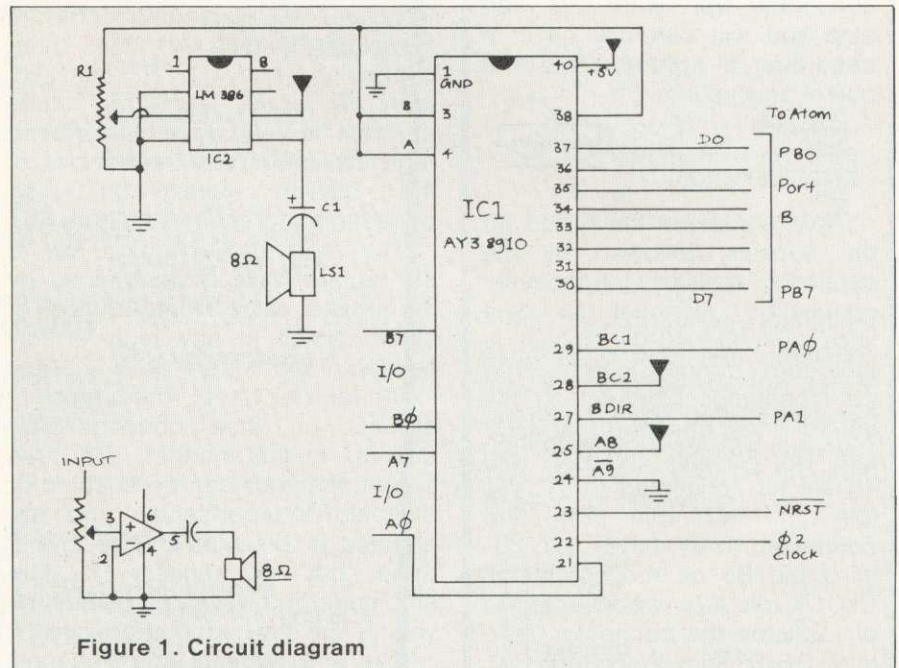 R1
1
8
LM 386
IC2
+
C1
8Ω
LS1
1
GND
B
3
A
4
IC1
AY3 8910
40
+5v
38
To Atom
37
D0
PB0
36
35
Port
34
B
33
32
31
30
D7
PB7
29
BC1
PAφ
28
BC2
27
BDIR
PA1
25
A8
24
A9
23
NRST
22
φ2
CLOCK
21
B7
I/O
Bφ
A7
I/O
Aφ
INPUT
3
+
6
2
-
4
5
8Ω
Figure 1. Circuit diagram